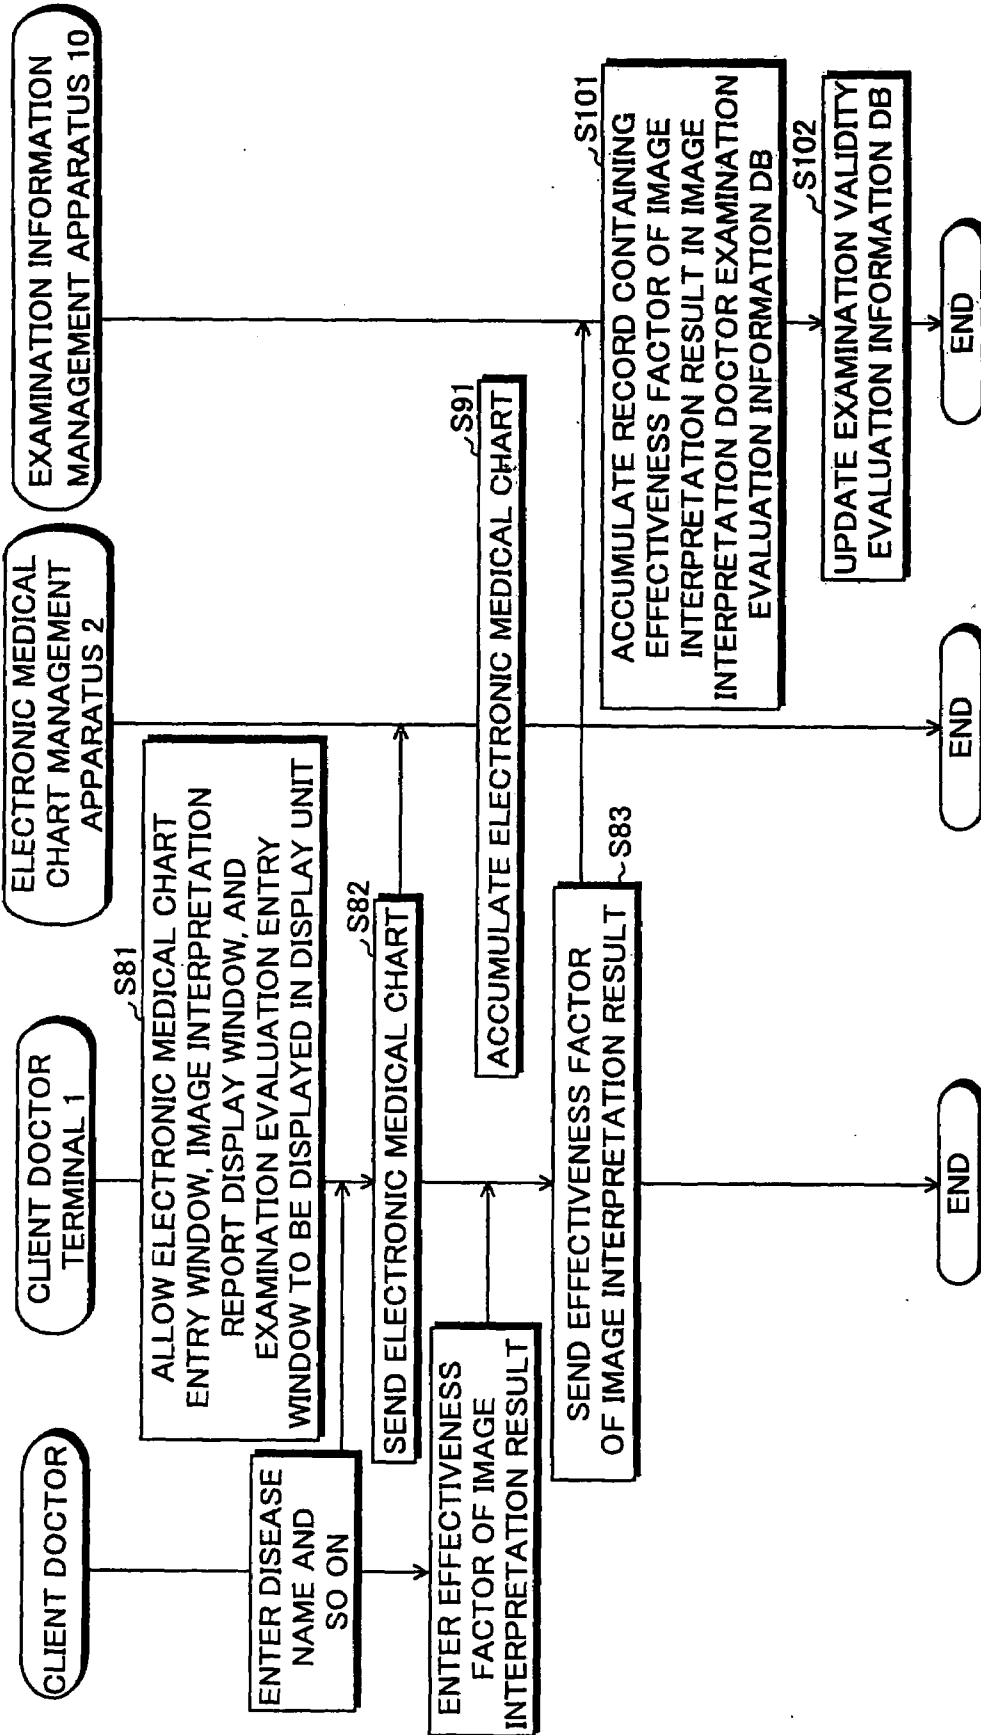 CLIENT DOCTOR
ENTER DISEASE
NAME AND
SO ON
ENTER EFFECTIVENESS
FACTOR OF IMAGE
INTERPRETATION RESULT
CLIENT DOCTOR
TERMINAL 1
S81
ALLOW ELECTRONIC MEDICAL CHART
ENTRY WINDOW, IMAGE INTERPRETATION
REPORT DISPLAY WINDOW, AND
EXAMINATION EVALUATION ENTRY
WINDOW TO BE DISPLAYED IN DISPLAY UNIT
S82
SEND ELECTRONIC MEDICAL CHART
SEND EFFECTIVENESS FACTOR
OF IMAGE INTERPRETATION RESULT
S83
END
ELECTRONIC MEDICAL
CHART MANAGEMENT
APPARATUS 2
S91
ACCUMULATE ELECTRONIC MEDICAL CHART
END
EXAMINATION INFORMATION
MANAGEMENT APPARATUS 10
S101
ACCUMULATE RECORD CONTAINING
EFFECTIVENESS FACTOR OF IMAGE
INTERPRETATION RESULT IN IMAGE
INTERPRETATION DOCTOR EXAMINATION
EVALUATION INFORMATION DB
S102
UPDATE EXAMINATION VALIDITY
EVALUATION INFORMATION DB
END